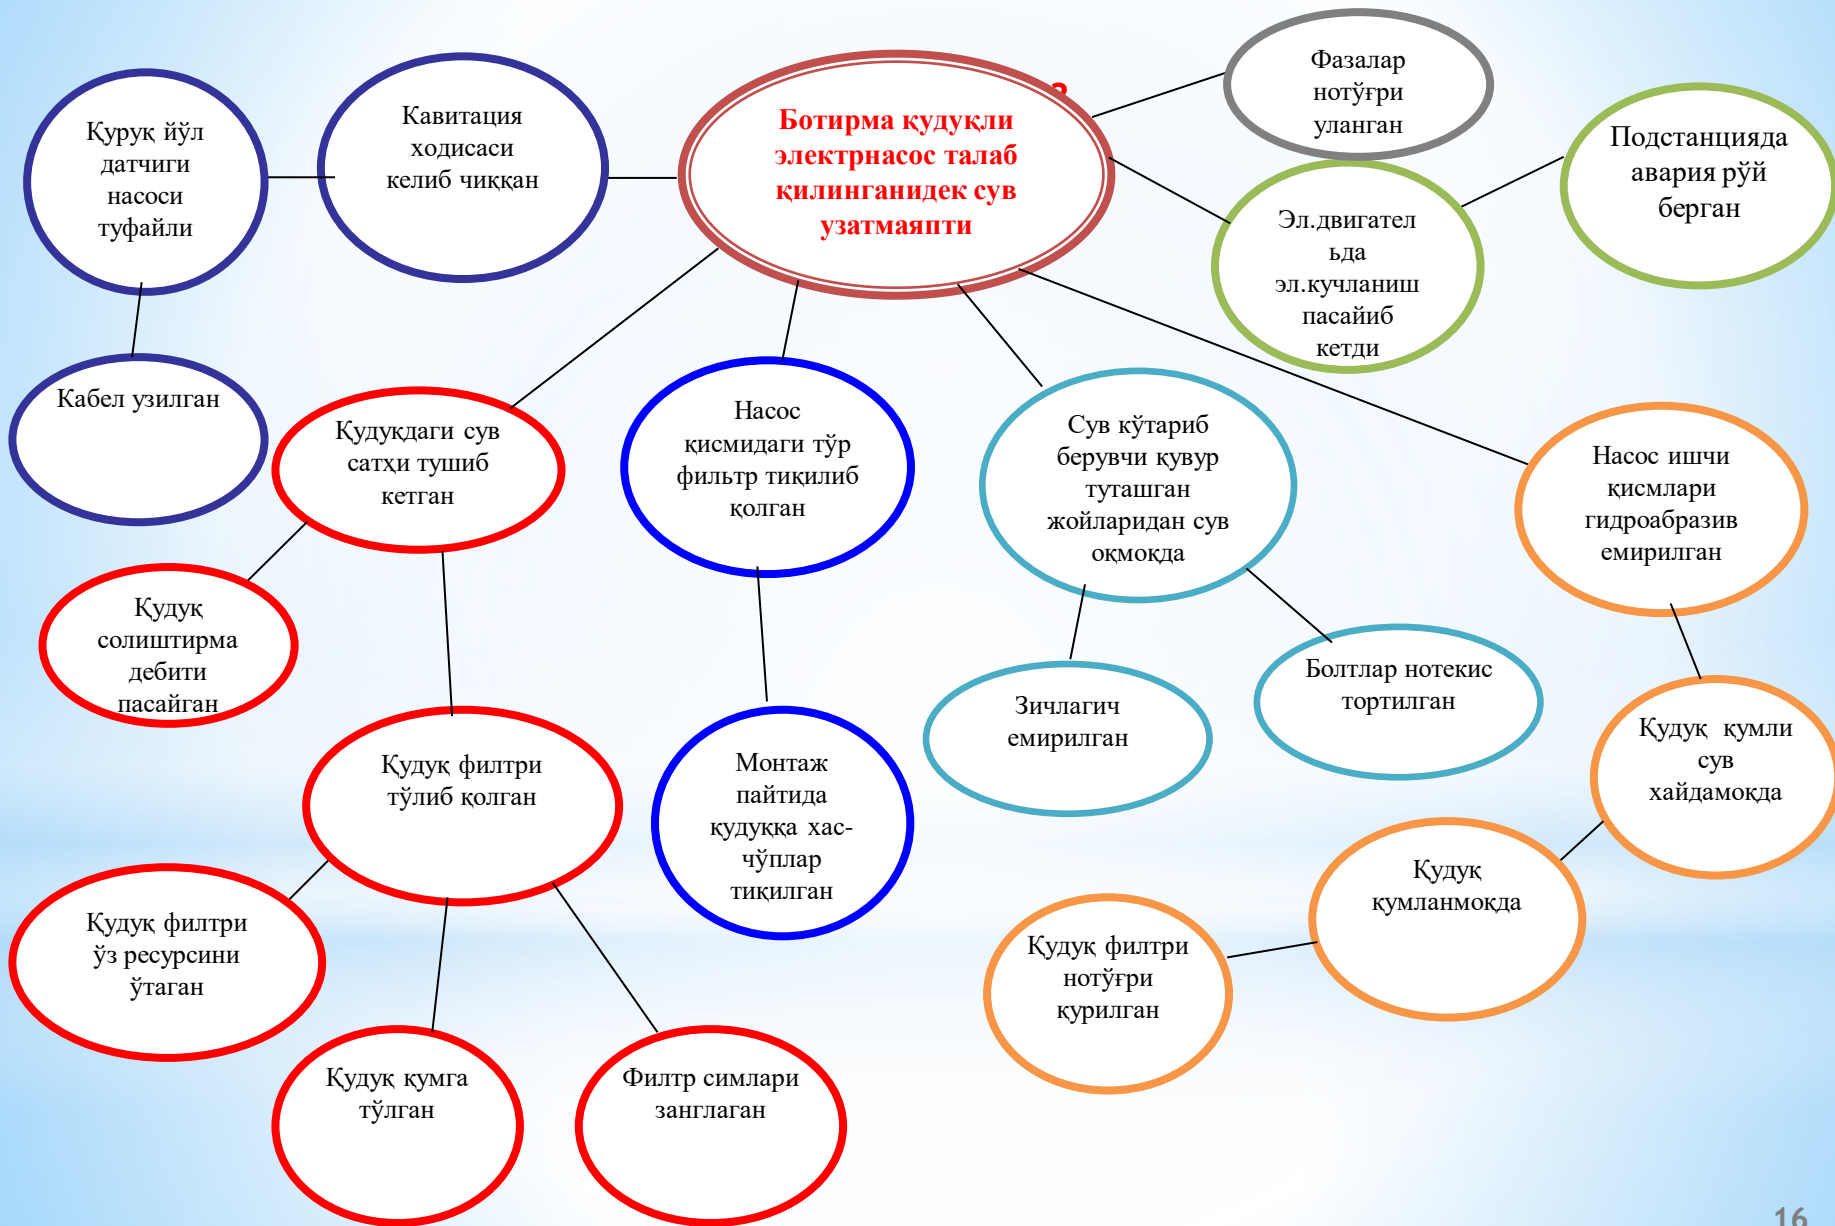 ?
Ботирма қудуқли
электрнасос талаб
қилинганидек сув
узатмаяпти
Фазалар
нотўғри
уланган
Подстанцияда
авария рўй
берган
Эл.двигател
ьда
эл.кучланиш
пасайиб
кетди
Кавитация
ходисаси
келиб чиққан
Қуруқ йўл
датчиги
насоси
туфайли
Кабел узилган
Қудуқдаги сув
сатҳи тушиб
кетган
Насос
қисмидаги тўр
фильтр тиқилиб
қолган
Сув кўтариб
берувчи қувур
туташган
жойларидан сув
оқмоқда
Насос ишчи
қисмлари
гидроабразив
емирилган
Қудуқ
солиштирма
дебити
пасайган
Қудуқ филтри
тўлиб қолган
Монтаж
пайтида
қудуққа хас-
чўплар
тиқилган
Зичлагич
емирилган
Болтлар нотекис
тортилган
Қудуқ қумли
сув
хайдамоқда
Қудуқ
қумланмоқда
Қудуқ филтри
нотўғри
қурилган
Қудуқ филтри
ўз ресурсини
ўтаган
Қудуқ қумга
тўлган
Филтр симлари
занглаган
16